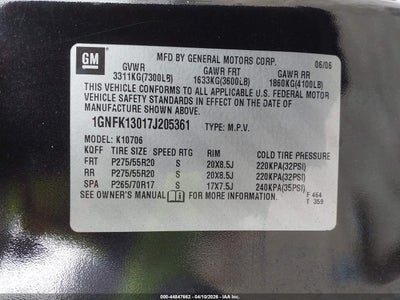 GM
MFD BY GENERAL MOTORS CORP. 06/06
GVWR GAWR FRT GAWR RR
3311KG(7300LB) 1633KG(3600LB) 1860KG(4100LB)
THIS VEHICLE CONFORMS TO ALL APPLICABLE U.S. FEDERAL MOTOR
VEHICLE SAFETY STANDARDS IN EFFECT ON THE DATE OF
MANUFACTURE SHOWN ABOVE.
1GNFK13017J205361 TYPE: M.P.V.
MODEL: K10706
TIRE SIZE SPEED RTG RIM COLD TIRE PRESSURE
FRT P275/55R20 S 20X8.5J 220KPA(32PSI)
RR P275/55R20 S 20X8.5J 220KPA(32PSI)
SPA P265/70R17 S 17X7.5J 240KPA(35PSI)
SEE OWNER'S MANUAL FOR MORE INFORMATION.
F 464
T 359
000-44847662 - 04/10/2026 - IAA, Inc.